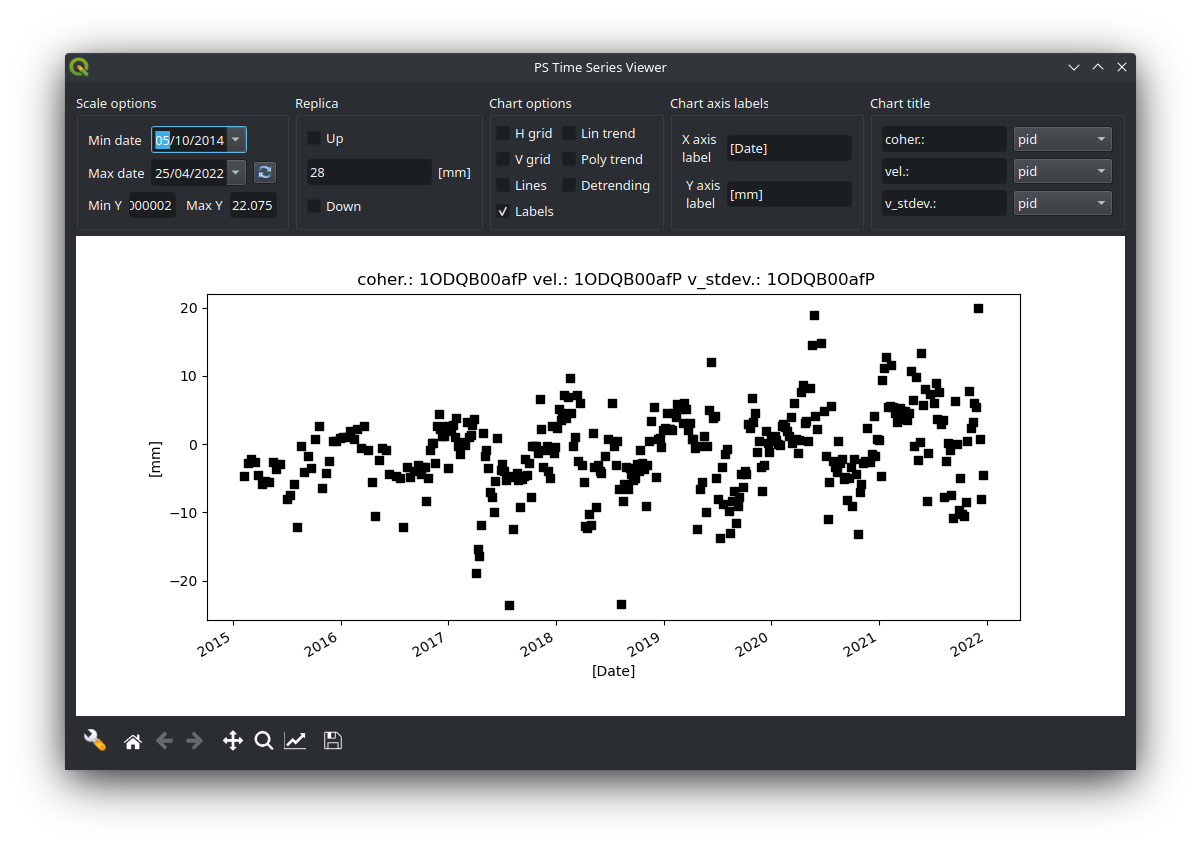 PS Time Series Viewer
Scale options
Min date 05/10/2014
Max date 25/04/2022
Min Y 000002 Max Y 22.075
Replica
Up
28 [mm]
Down
Chart options
H grid Lin trend
V grid Poly trend
Lines Detrending
Labels
Chart axis labels
X axis label [Date]
Y axis label [mm]
Chart title
coher.: pid
vel.: pid
v_stdev.: pid
coher.: 1ODQB00afP vel.: 1ODQB00afP v_stdev.: 1ODQB00afP
20
10
0
−10
−20
[mm]
2015 2016 2017 2018 2019 2020 2021 2022
[Date]